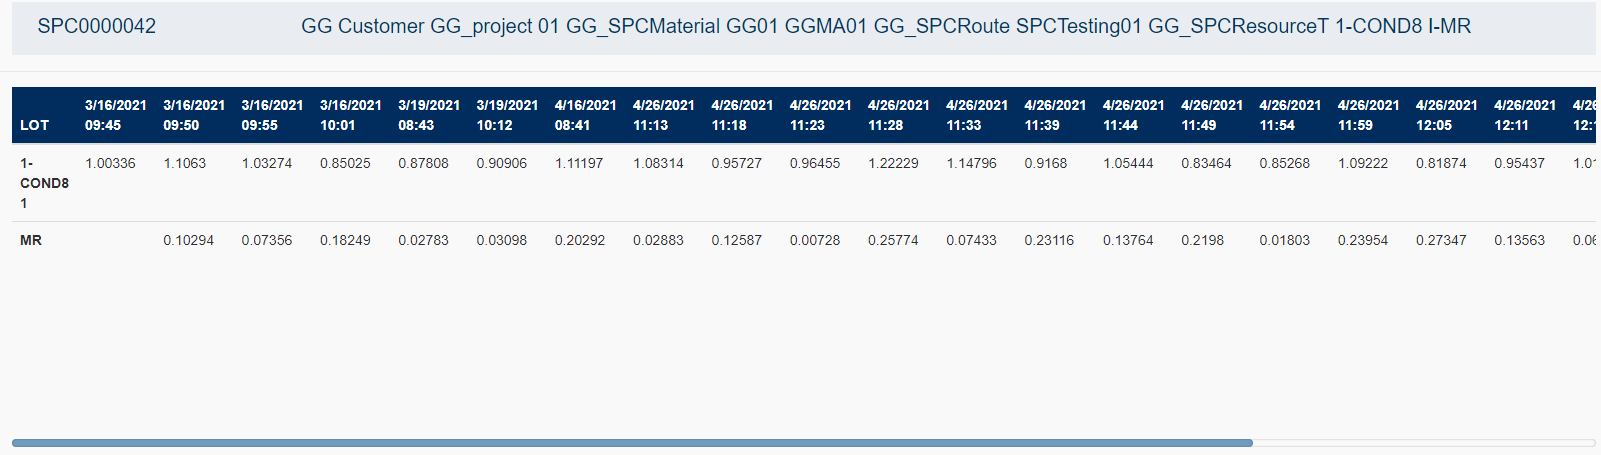 SPC0000042 GG Customer GG_project 01 GG_SPCMaterial GG01 GGMA01 GG_SPCRoute SPCTesting01 GG_SPCResourceT 1-COND8 I-MR
3/16/2021 3/16/2021 3/16/2021 3/16/2021 3/19/2021 3/19/2021 4/16/2021 4/26/2021 4/26/2021 4/26/2021 4/26/2021 4/26/2021 4/26/2021 4/26/2021 4/26/2021 4/26/2021 4/26/2021 4/26/2021 4/26/2021
LOT 09:45 09:50 09:55 10:01 08:43 10:12 08:41 11:13 11:18 11:23 11:28 11:33 11:39 11:44 11:49 11:54 11:59 12:05 12:11
1- 1.00336 1.1063 1.03274 0.85025 0.87808 0.90906 1.11197 1.08314 0.95727 0.96455 1.22229 1.14796 0.9168 1.05444 0.83464 0.85268 1.09222 0.81874 0.95437
COND8
1
MR 0.10294 0.07356 0.18249 0.02783 0.03098 0.20292 0.02883 0.12587 0.00728 0.25774 0.07433 0.23116 0.13764 0.2198 0.01803 0.23954 0.27347 0.13563